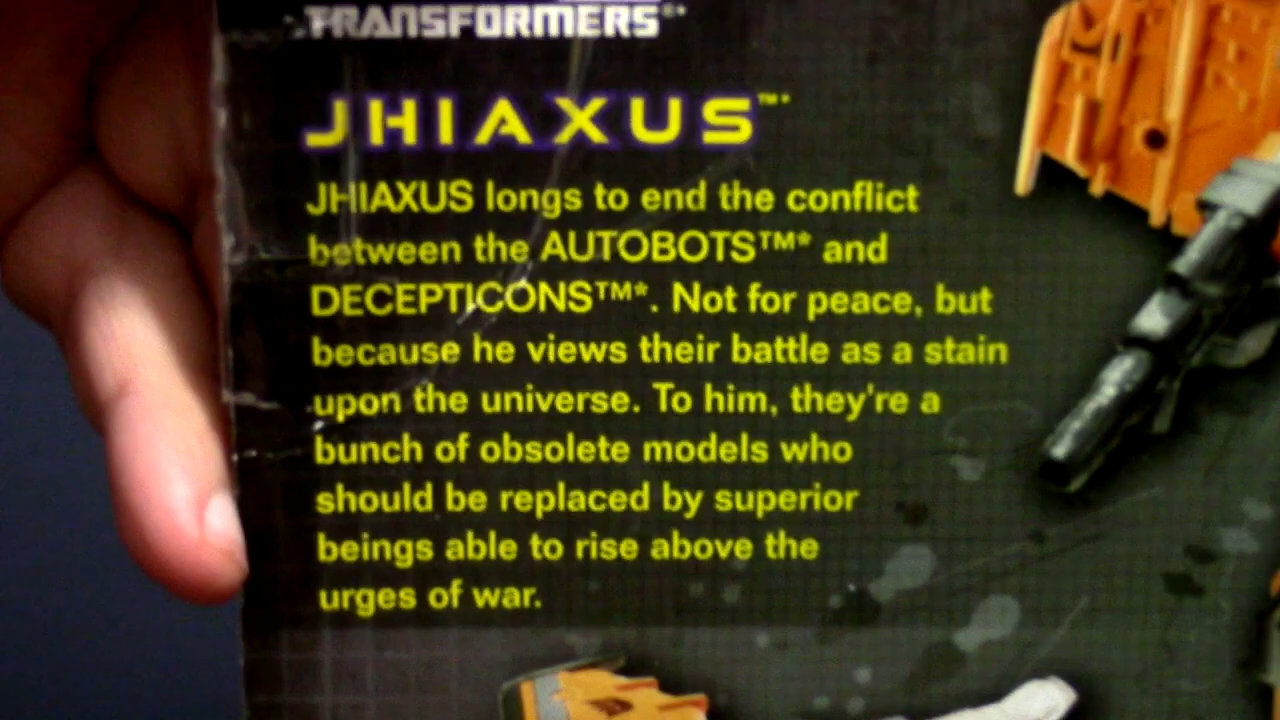 TRANSFORMERS
JHIAXUS™*
JHIAXUS longs to end the conflict
between the AUTOBOTS™* and
DECEPTICONS™*. Not for peace, but
because he views their battle as a stain
upon the universe. To him, they're a
bunch of obsolete models who
should be replaced by superior
beings able to rise above the
urges of war.